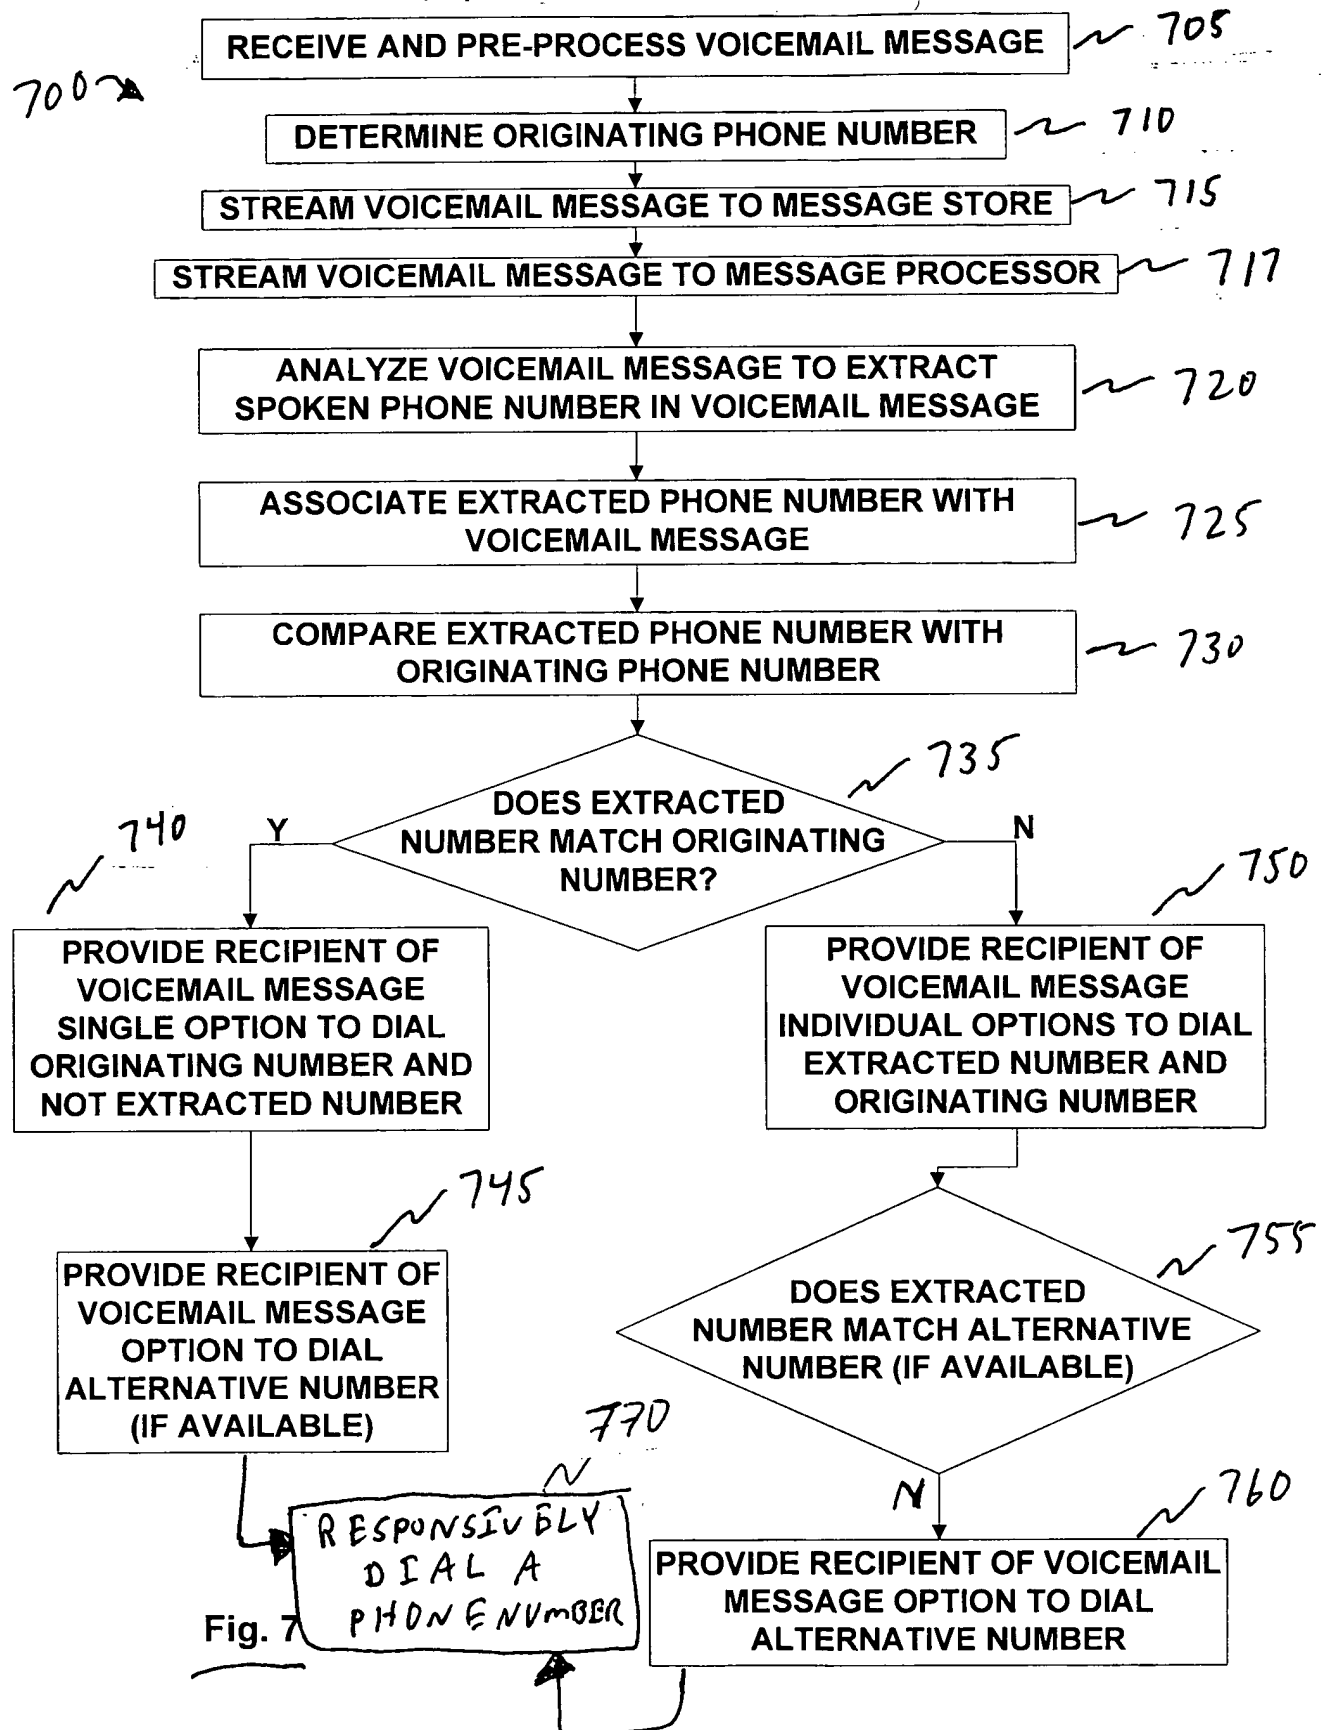 RECEIVE AND PRE-PROCESS VOICEMAIL MESSAGE
705
700
DETERMINE ORIGINATING PHONE NUMBER
710
STREAM VOICEMAIL MESSAGE TO MESSAGE STORE
715
STREAM VOICEMAIL MESSAGE TO MESSAGE PROCESSOR
717
ANALYZE VOICEMAIL MESSAGE TO EXTRACT
SPOKEN PHONE NUMBER IN VOICEMAIL MESSAGE
720
ASSOCIATE EXTRACTED PHONE NUMBER WITH
VOICEMAIL MESSAGE
725
COMPARE EXTRACTED PHONE NUMBER WITH
ORIGINATING PHONE NUMBER
730
735
DOES EXTRACTED
NUMBER MATCH ORIGINATING
NUMBER?
Y
N
740
PROVIDE RECIPIENT OF
VOICEMAIL MESSAGE
SINGLE OPTION TO DIAL
ORIGINATING NUMBER AND
NOT EXTRACTED NUMBER
750
PROVIDE RECIPIENT OF
VOICEMAIL MESSAGE
INDIVIDUAL OPTIONS TO DIAL
EXTRACTED NUMBER AND
ORIGINATING NUMBER
745
PROVIDE RECIPIENT OF
VOICEMAIL MESSAGE
OPTION TO DIAL
ALTERNATIVE NUMBER
(IF AVAILABLE)
755
DOES EXTRACTED
NUMBER MATCH ALTERNATIVE
NUMBER (IF AVAILABLE)
N
770
RESPONSIVELY
DIAL A
PHONE NUMBER
760
PROVIDE RECIPIENT OF VOICEMAIL
MESSAGE OPTION TO DIAL
ALTERNATIVE NUMBER
Fig. 7